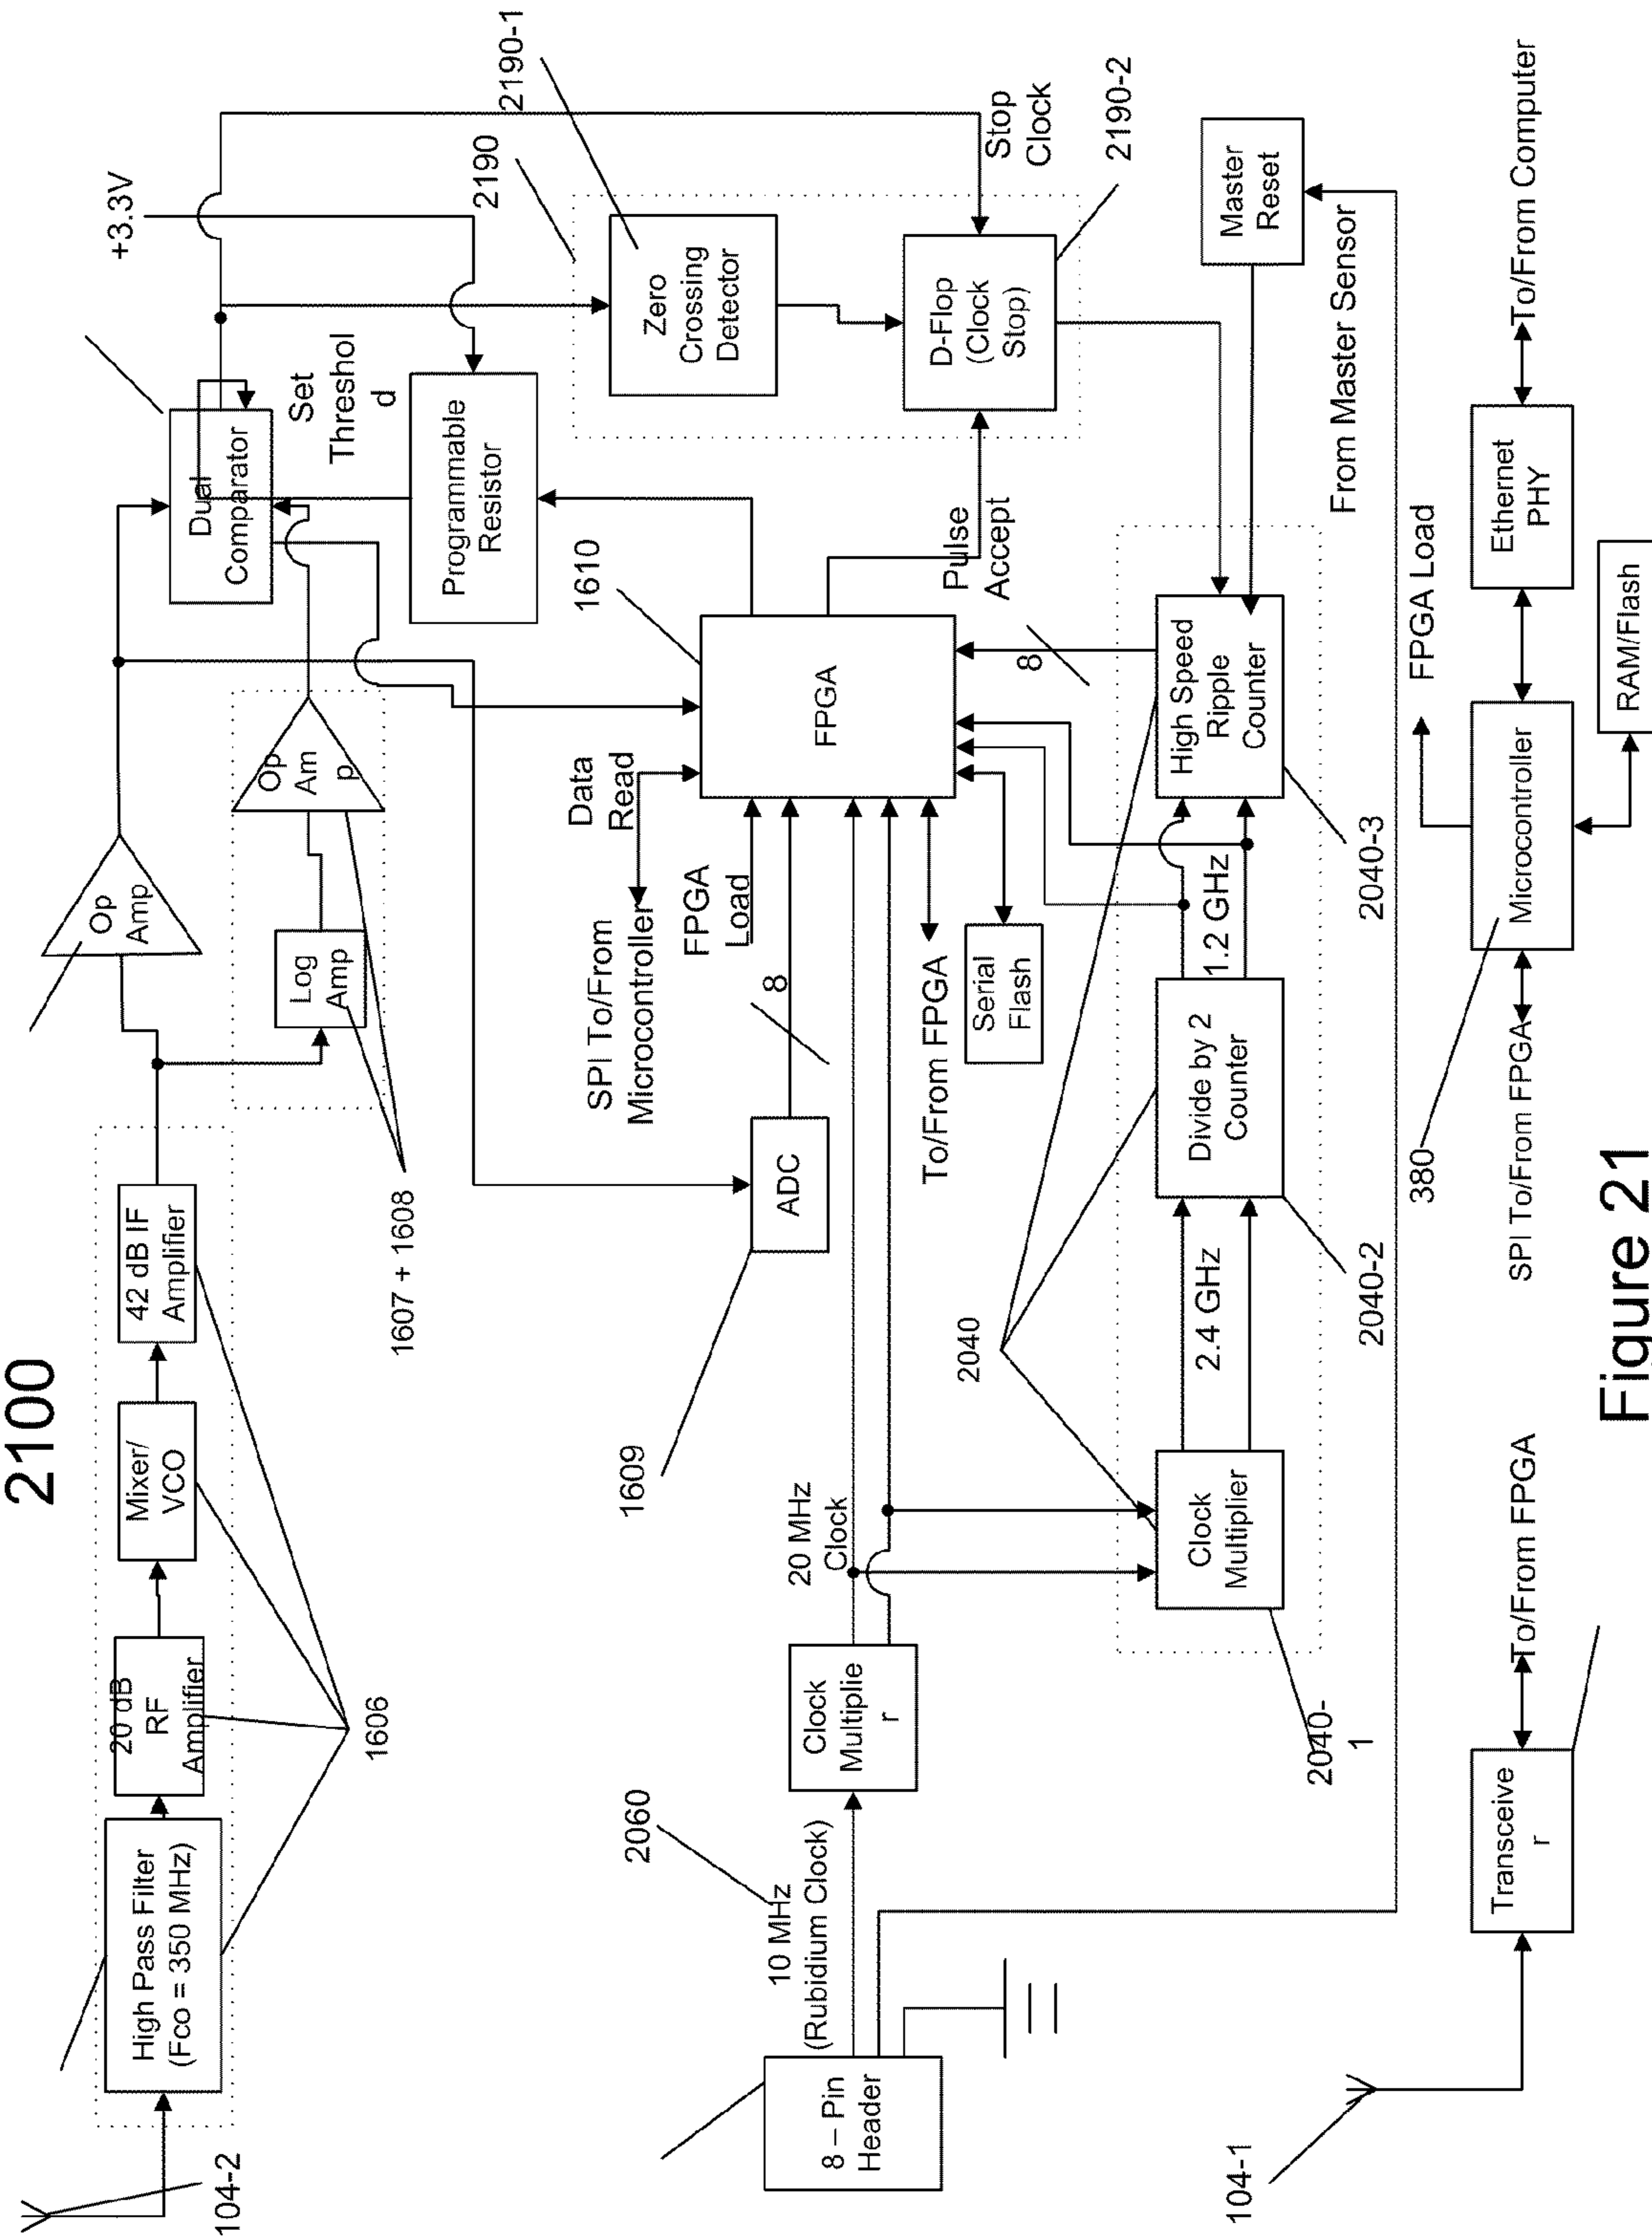 2100
104-2
High Pass Filter
(Fco = 350 MHz)
20 dB
RF
Amplifier
Mixer/
VCO
42 dB IF
Amplifier
1606
Op
Amp
Log
Amp
Op
Am
p
1607 + 1608
Dual
Comparator
Set
Threshol
d
+3.3V
Programmable
Resistor
2190
2190-1
Zero
Crossing
Detector
D-Flop
(Clock
Stop)
Stop
Clock
2190-2
Pulse
Accept
1610
FPGA
Data
Read
SPI To/From
Microcontroller
FPGA
Load
8
ADC
1609
To/From FPGA
Serial
Flash
8
2060
10 MHz
(Rubidium Clock)
8 – Pin
Header
Clock
Multiplie
r
20 MHz
Clock
2040
Clock
Multiplier
2040-
1
2.4 GHz
Divide by 2
Counter
2040-2
1.2 GHz
High Speed
Ripple
Counter
2040-3
Master
Reset
From Master Sensor
104-1
Transceive
r
To/From FPGA
380
SPI To/From FPGA
Microcontroller
FPGA Load
RAM/Flash
Ethernet
PHY
To/From Computer
Figure 21